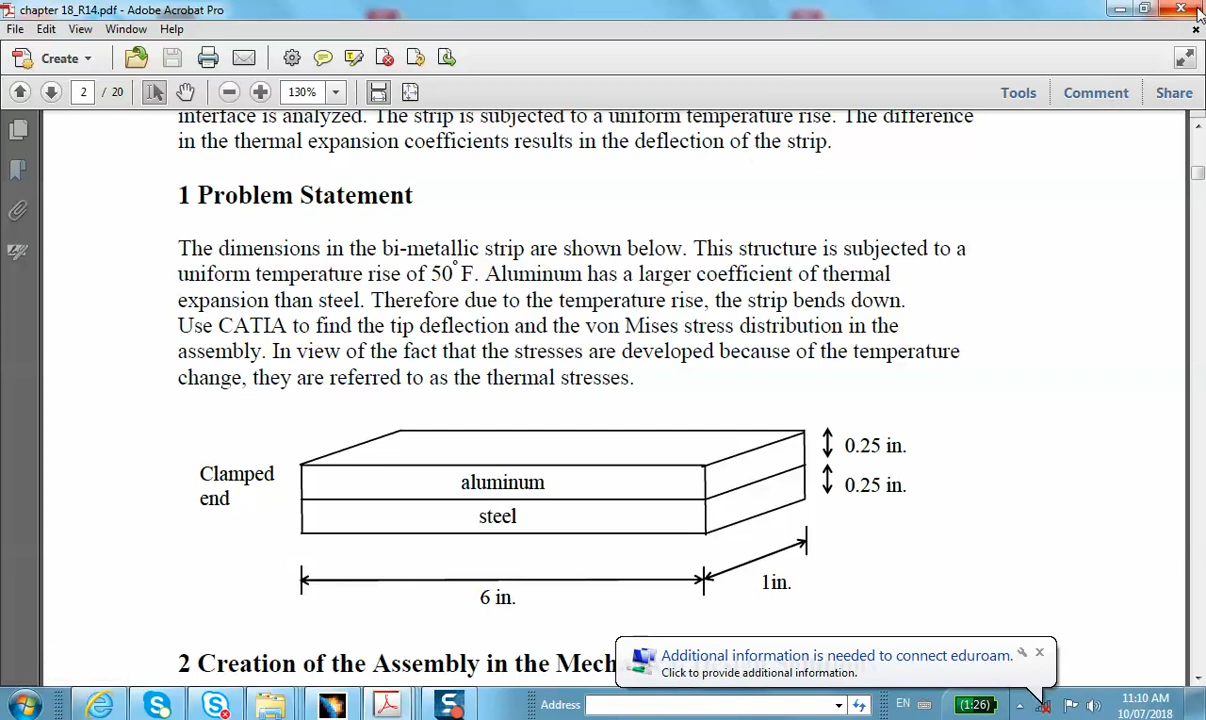 chapter 18_R14.pdf - Adobe Acrobat Pro
File Edit View Window Help
Create
2 / 20 130% Tools Comment Share
interface is analyzed. The strip is subjected to a uniform temperature rise. The difference
in the thermal expansion coefficients results in the deflection of the strip.
1 Problem Statement
The dimensions in the bi-metallic strip are shown below. This structure is subjected to a
uniform temperature rise of 50°F. Aluminum has a larger coefficient of thermal
expansion than steel. Therefore due to the temperature rise, the strip bends down.
Use CATIA to find the tip deflection and the von Mises stress distribution in the
assembly. In view of the fact that the stresses are developed because of the temperature
change, they are referred to as the thermal stresses.
Clamped
end
aluminum
steel
0.25 in.
0.25 in.
6 in.
1in.
2 Creation of the Assembly in the Mech
Additional information is needed to connect eduroam.
Click to provide additional information.
Address
EN
(1:26)
11:10 AM
10/07/2018